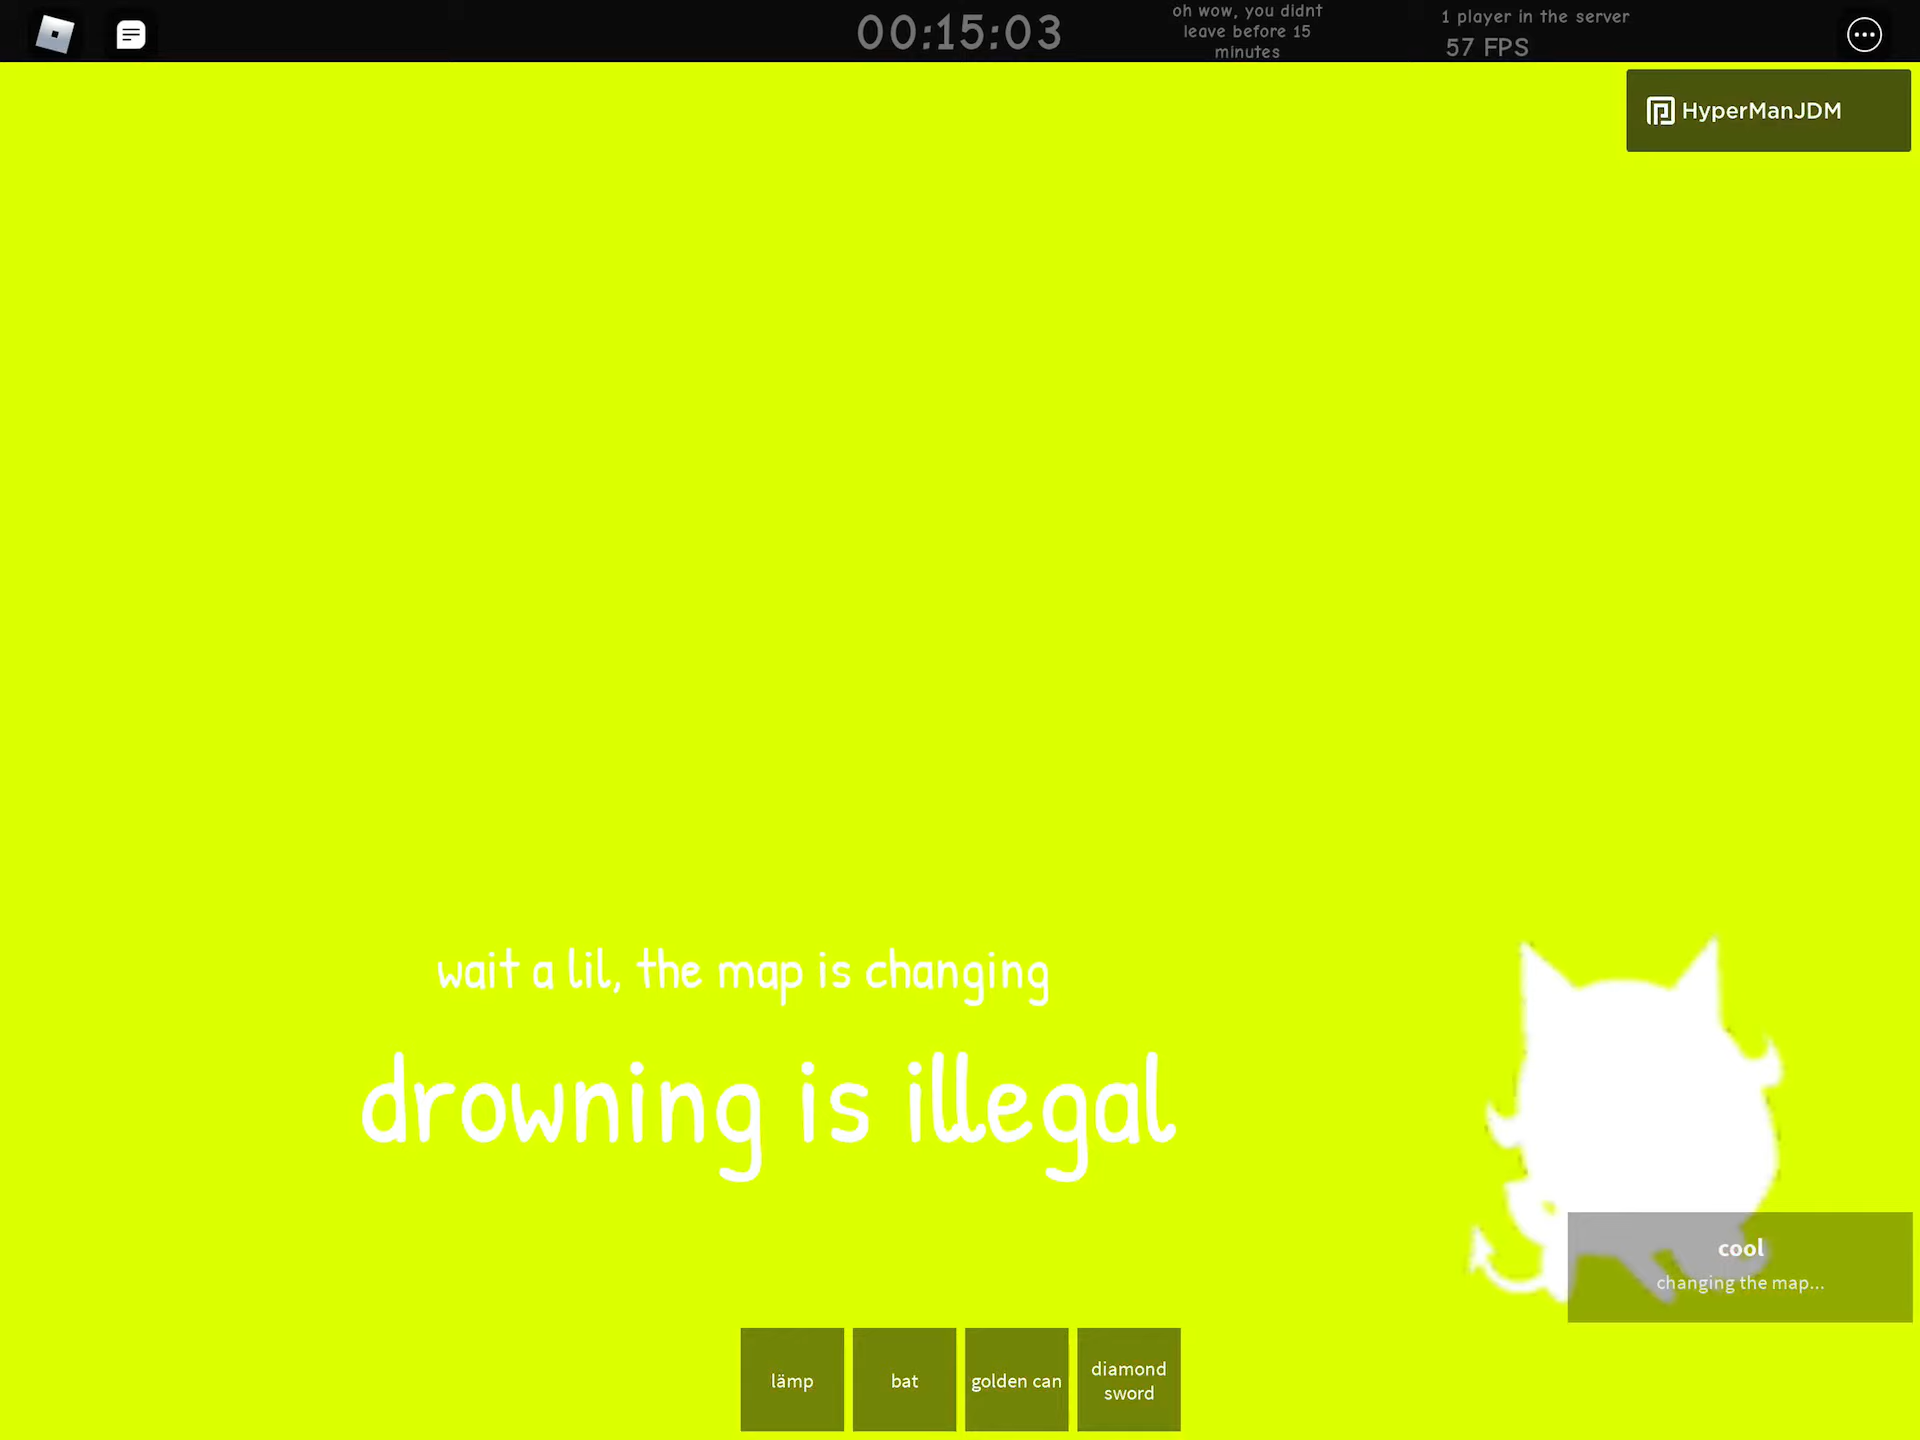 00:15:03
oh wow, you didnt
leave before 15
minutes
1 player in the server
57 FPS
HyperManJDM
wait a lil, the map is changing
drowning is illegal
cool
changing the map...
lämp
bat
golden can
diamond
sword